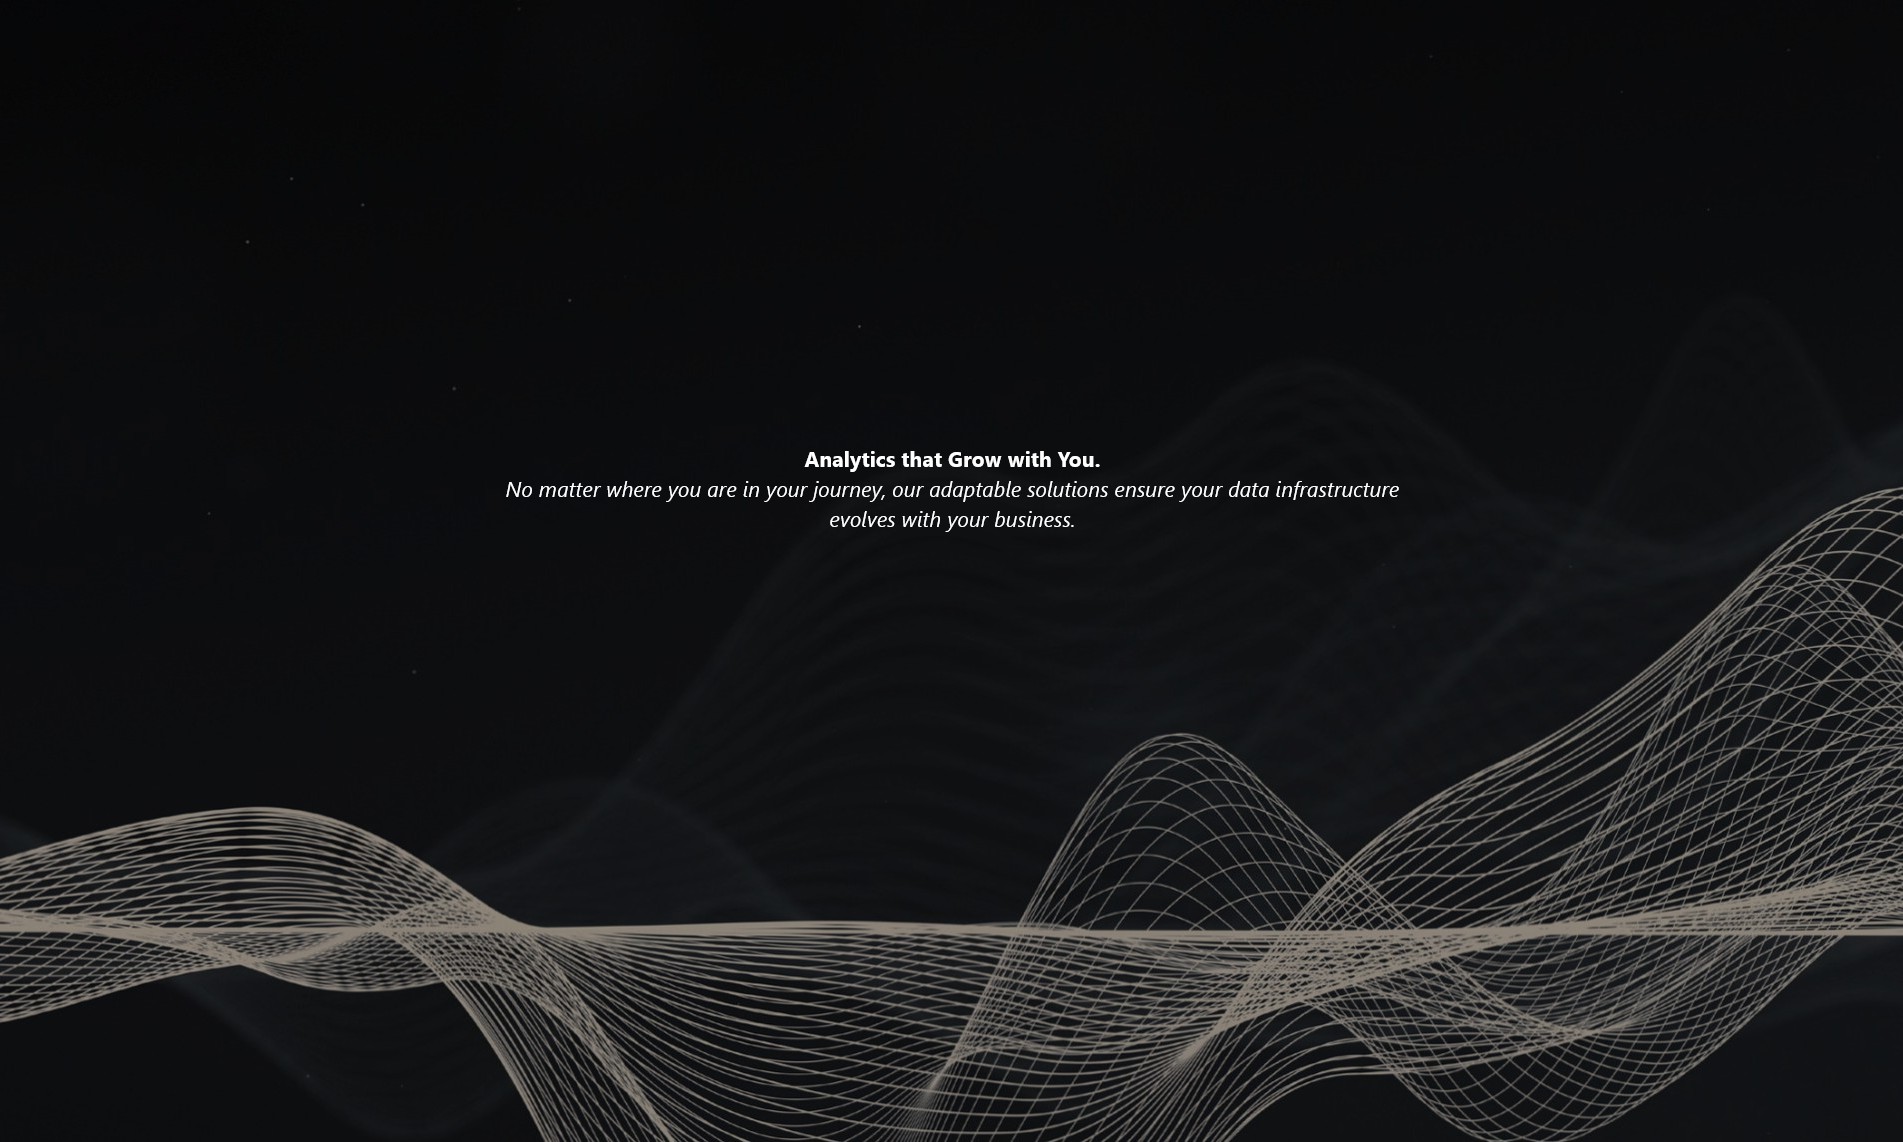 Analytics that Grow with You.
No matter where you are in your journey, our adaptable solutions ensure your data infrastructure
evolves with your business.